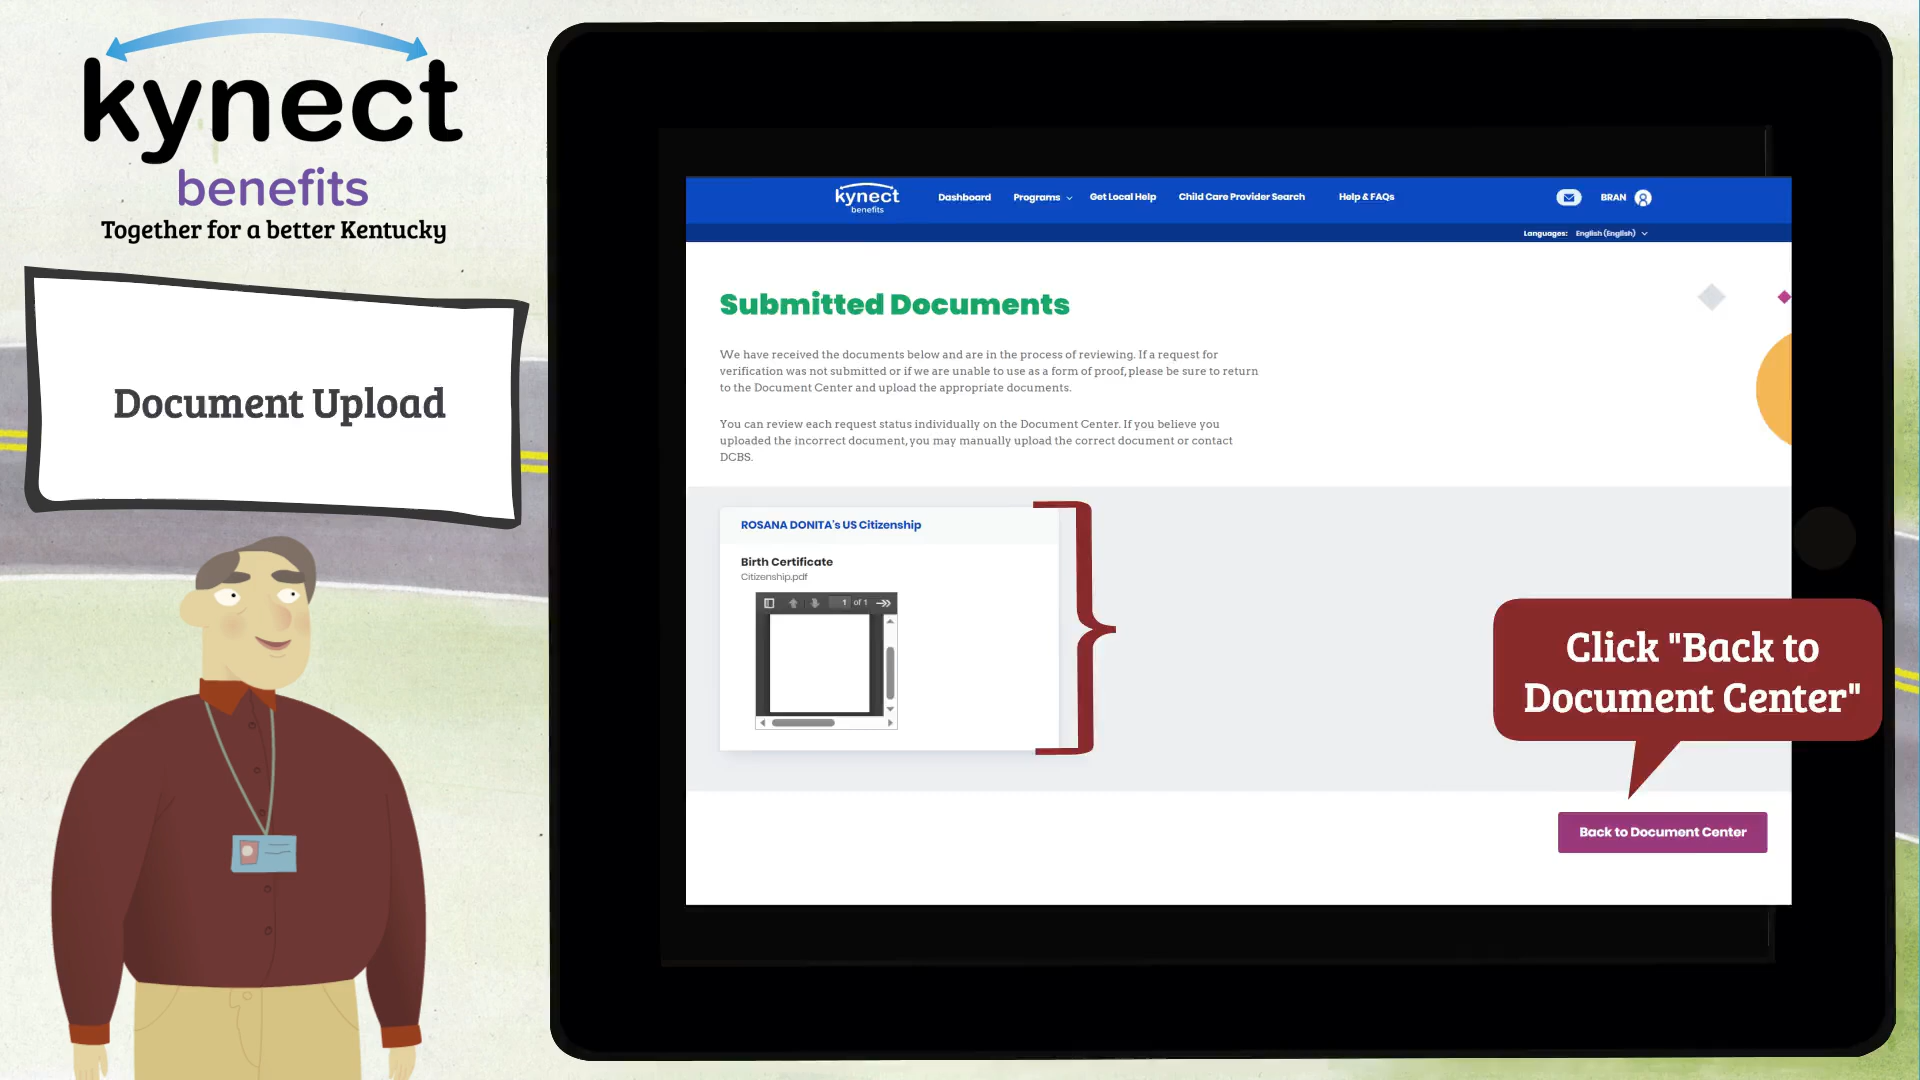 kynect
benefits
Together for a better Kentucky
Document Upload
kynect
benefits
Dashboard
Programs
Get Local Help
Child Care Provider Search
Help & FAQs
BRAN
Languages: English (English)
Submitted Documents
We have received the documents below and are in the process of reviewing. If a request for
verification was not submitted or if we are unable to use as a form of proof, please be sure to return
to the Document Center and upload the appropriate documents.
You can review each request status individually on the Document Center. If you believe you
uploaded the incorrect document, you may manually upload the correct document or contact
DCBS.
ROSANA DONITA's US Citizenship
Birth Certificate
Citizenship.pdf
1 of 1
Click "Back to
Document Center"
Back to Document Center